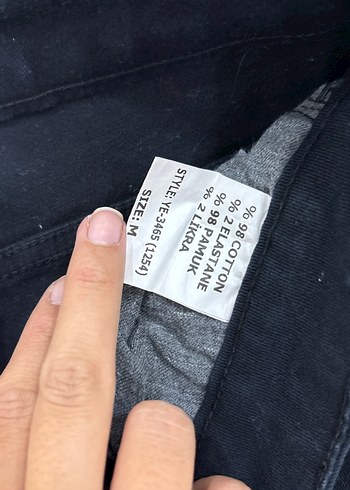 % 98 COTTON
% 2 ELASTANE
% 98 PAMUK
% 2 LİKRA
STYLE: YE-3465 (1254)
SIZE: M